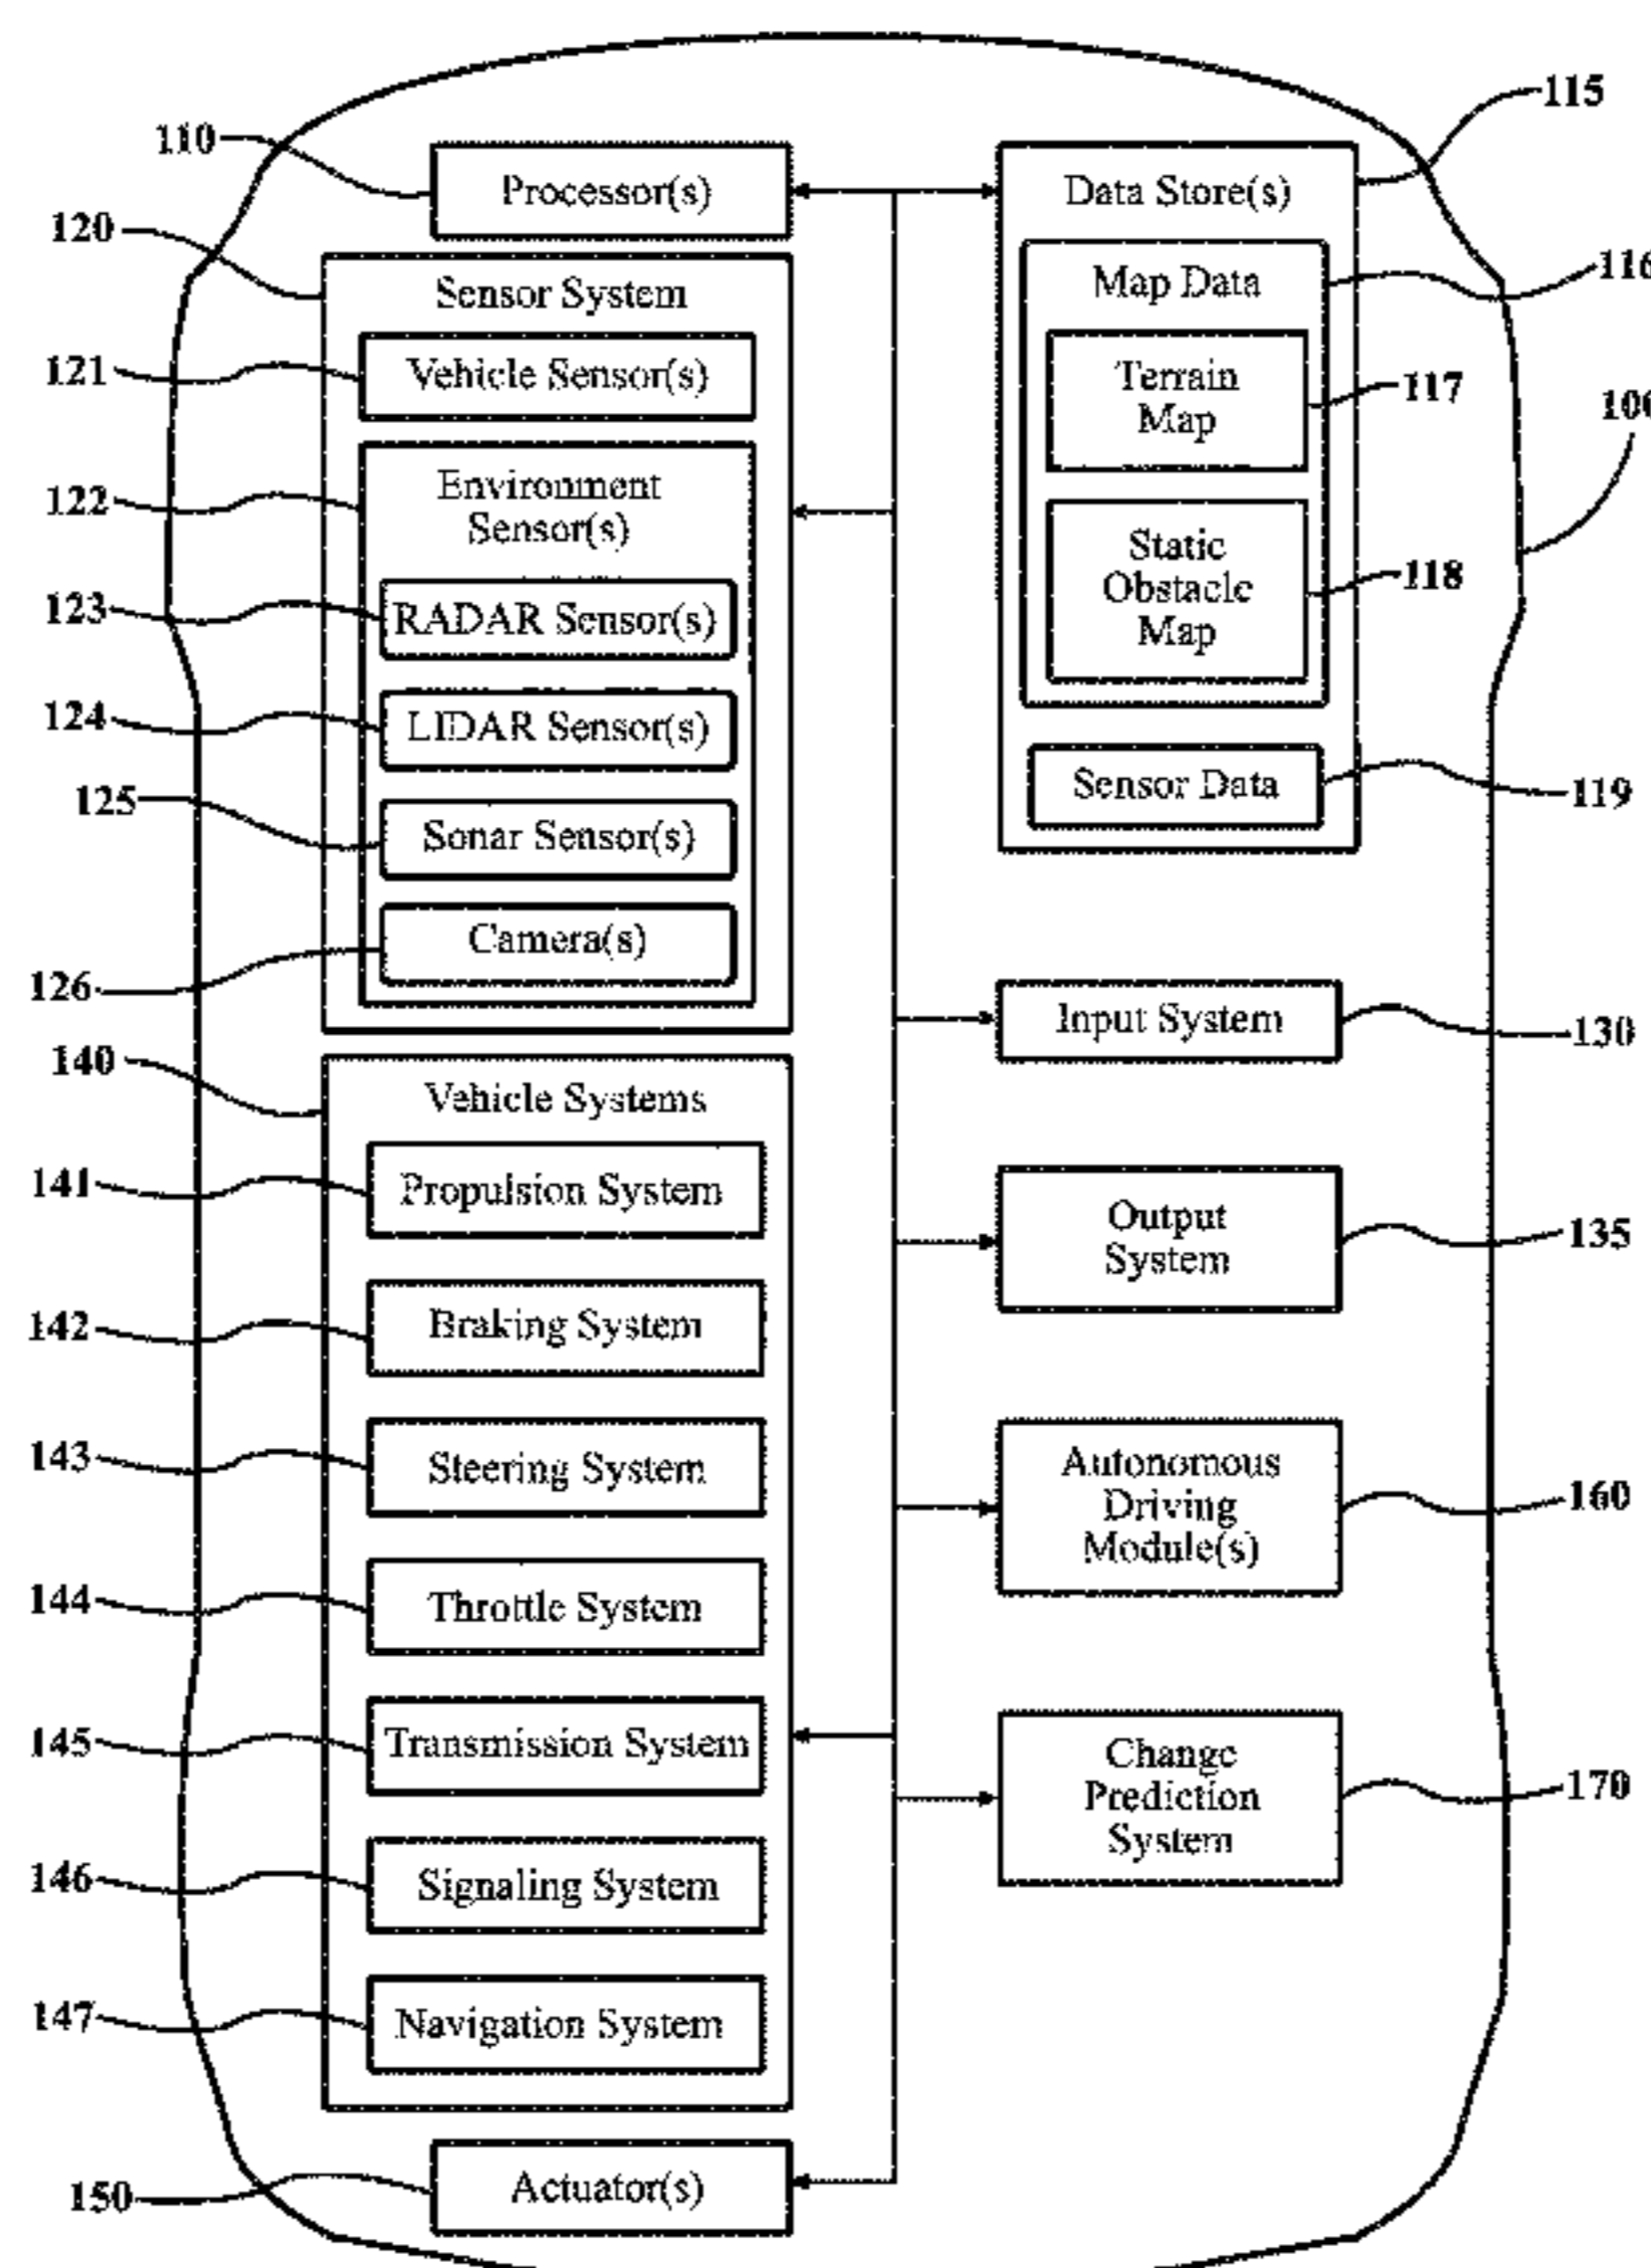 110
Processor(s)
120
Sensor System
121
Vehicle Sensor(s)
122
Environment
Sensor(s)
123
RADAR Sensor(s)
124
LIDAR Sensor(s)
125
Sonar Sensor(s)
126
Camera(s)
140
Vehicle Systems
141
Propulsion System
142
Braking System
143
Steering System
144
Throttle System
145
Transmission System
146
Signaling System
147
Navigation System
150
Actuator(s)
115
Data Store(s)
116
Map Data
Terrain
Map
117
Static
Obstacle
Map
118
Sensor Data
119
Input System
130
Output
System
135
Autonomous
Driving
Module(s)
160
Change
Prediction
System
170